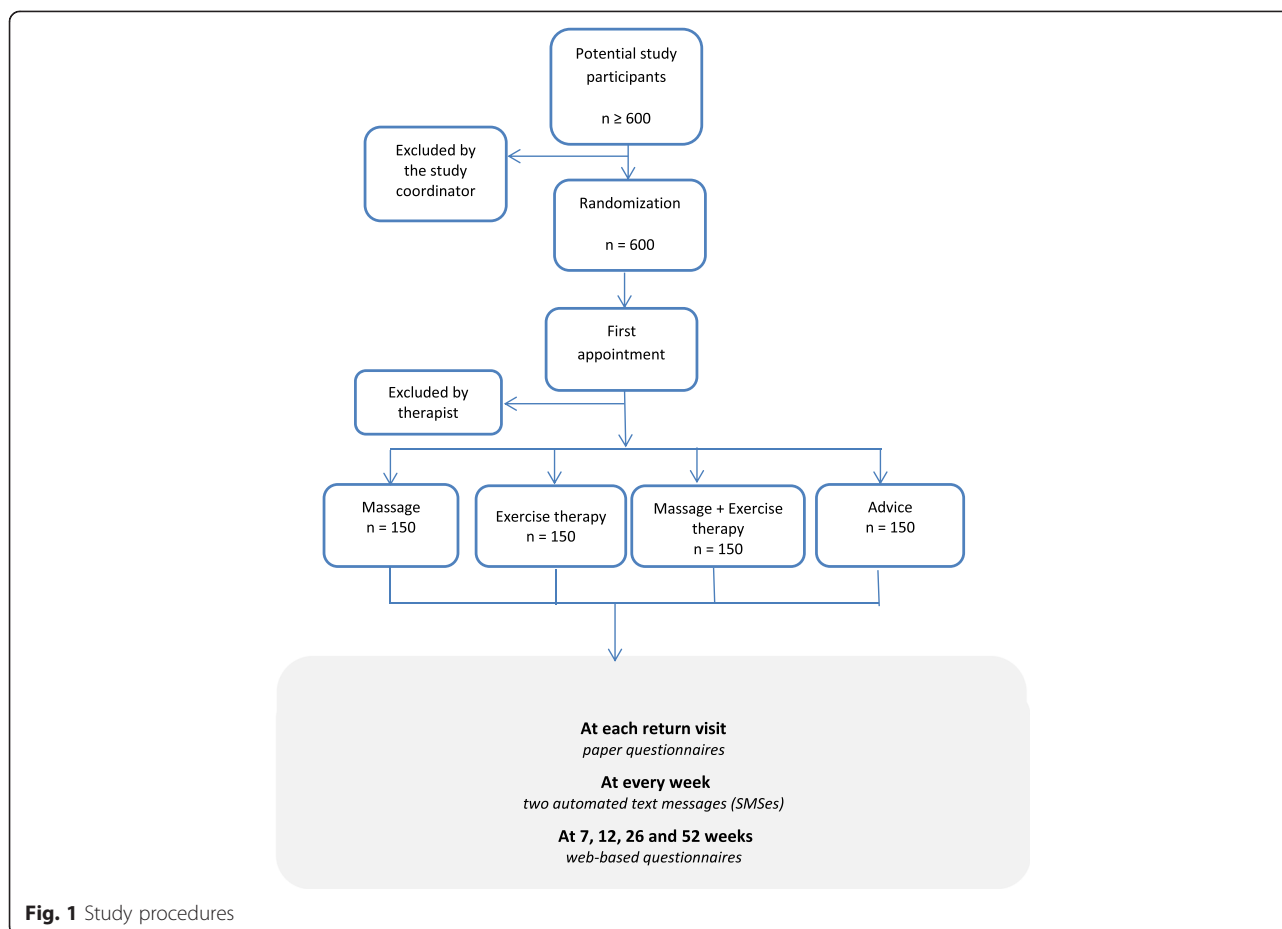 Potential study
participants
n ≥ 600
Excluded by
the study
coordinator
Randomization
n = 600
First
appointment
Excluded by
therapist
Massage
n = 150
Exercise therapy
n = 150
Massage + Exercise
therapy
n = 150
Advice
n = 150
At each return visit
paper questionnaires
At every week
two automated text messages (SMSes)
At 7, 12, 26 and 52 weeks
web-based questionnaires
Fig. 1 Study procedures